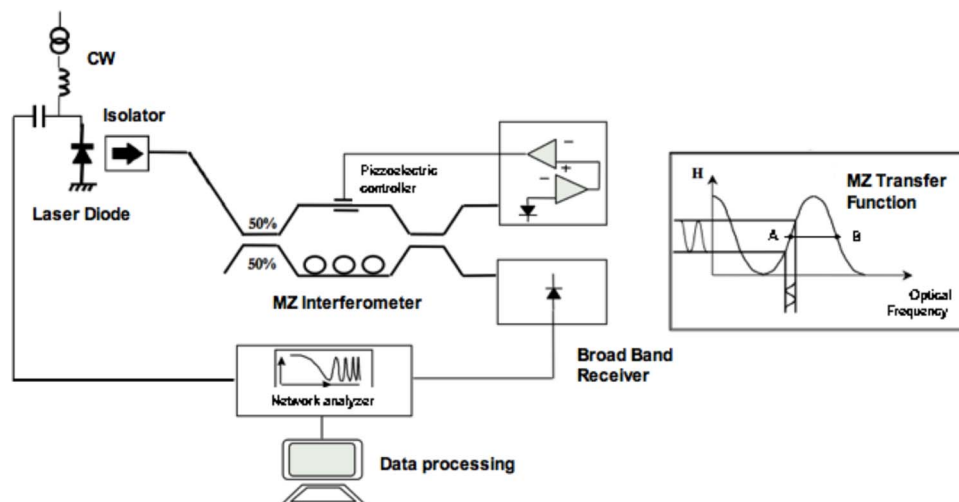 CW
Isolator
Laser Diode
Piezoelectric
controller
50%
50%
MZ Interferometer
Broad Band
Receiver
Network analyzer
Data processing
H
MZ Transfer
Function
A
B
Optical
Frequency